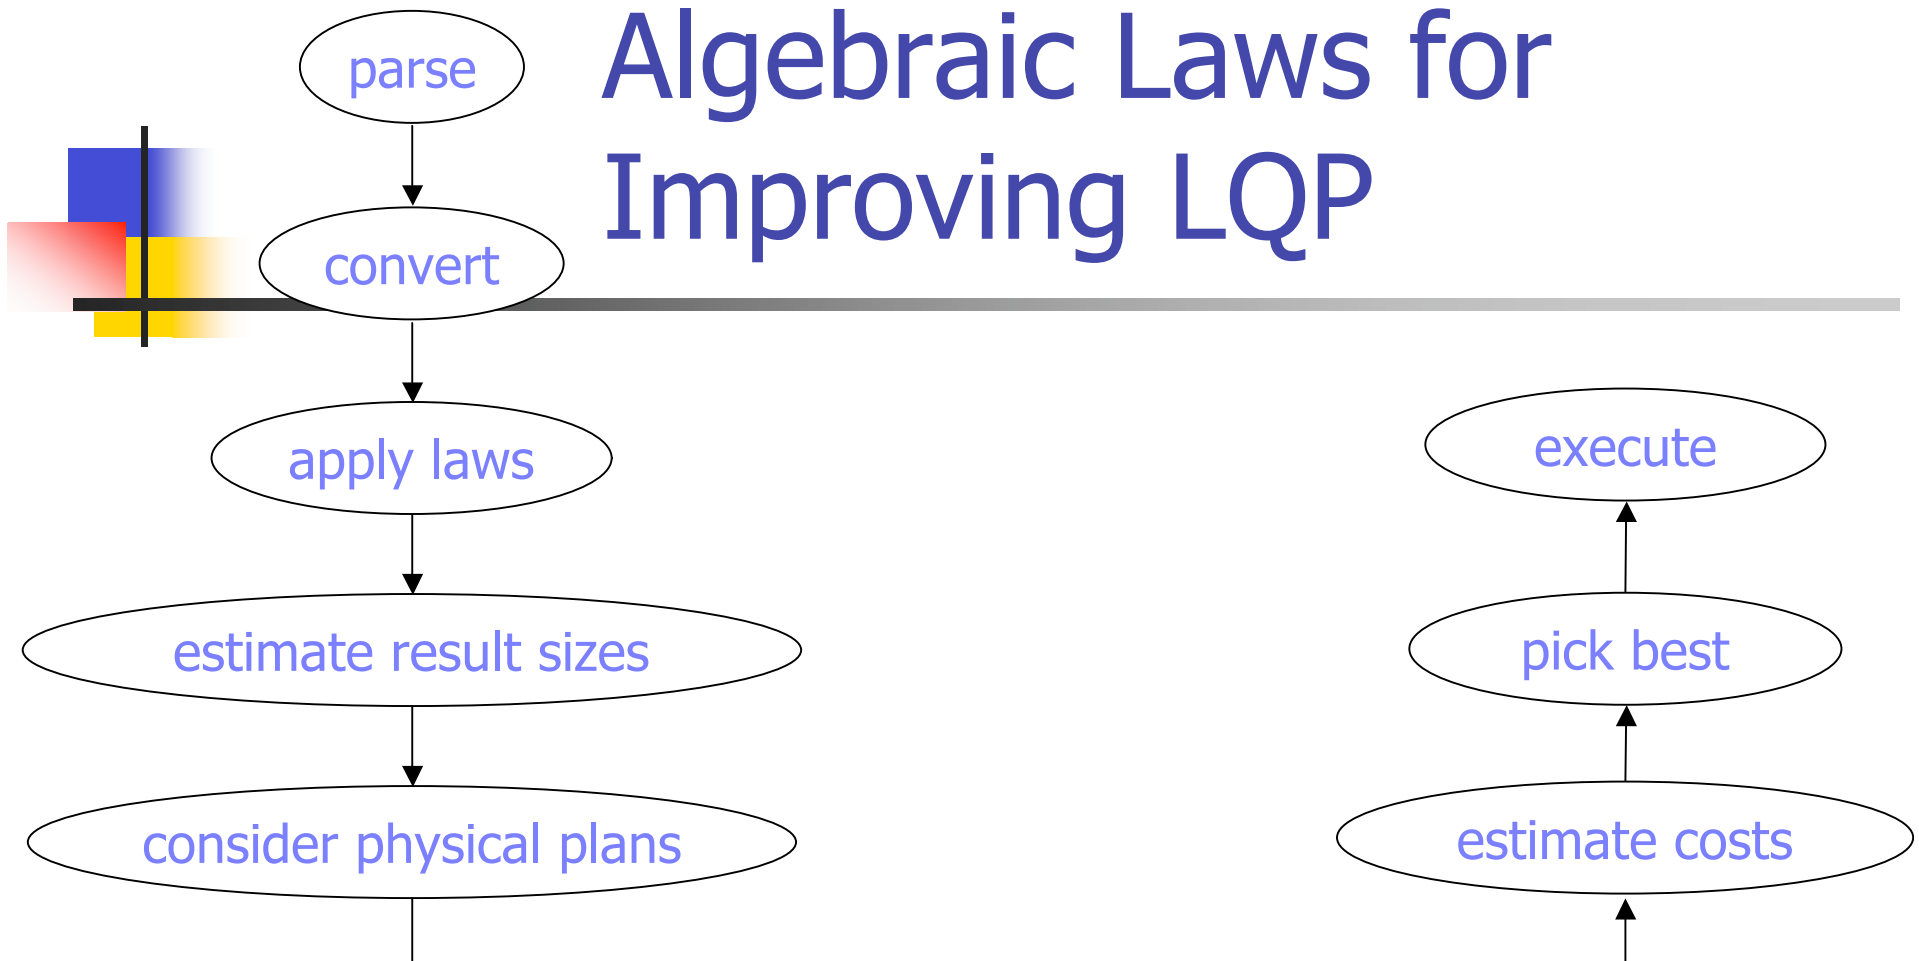 Algebraic Laws for
Improving LQP
parse
convert
apply laws
estimate result sizes
consider physical plans
estimate costs
pick best
execute